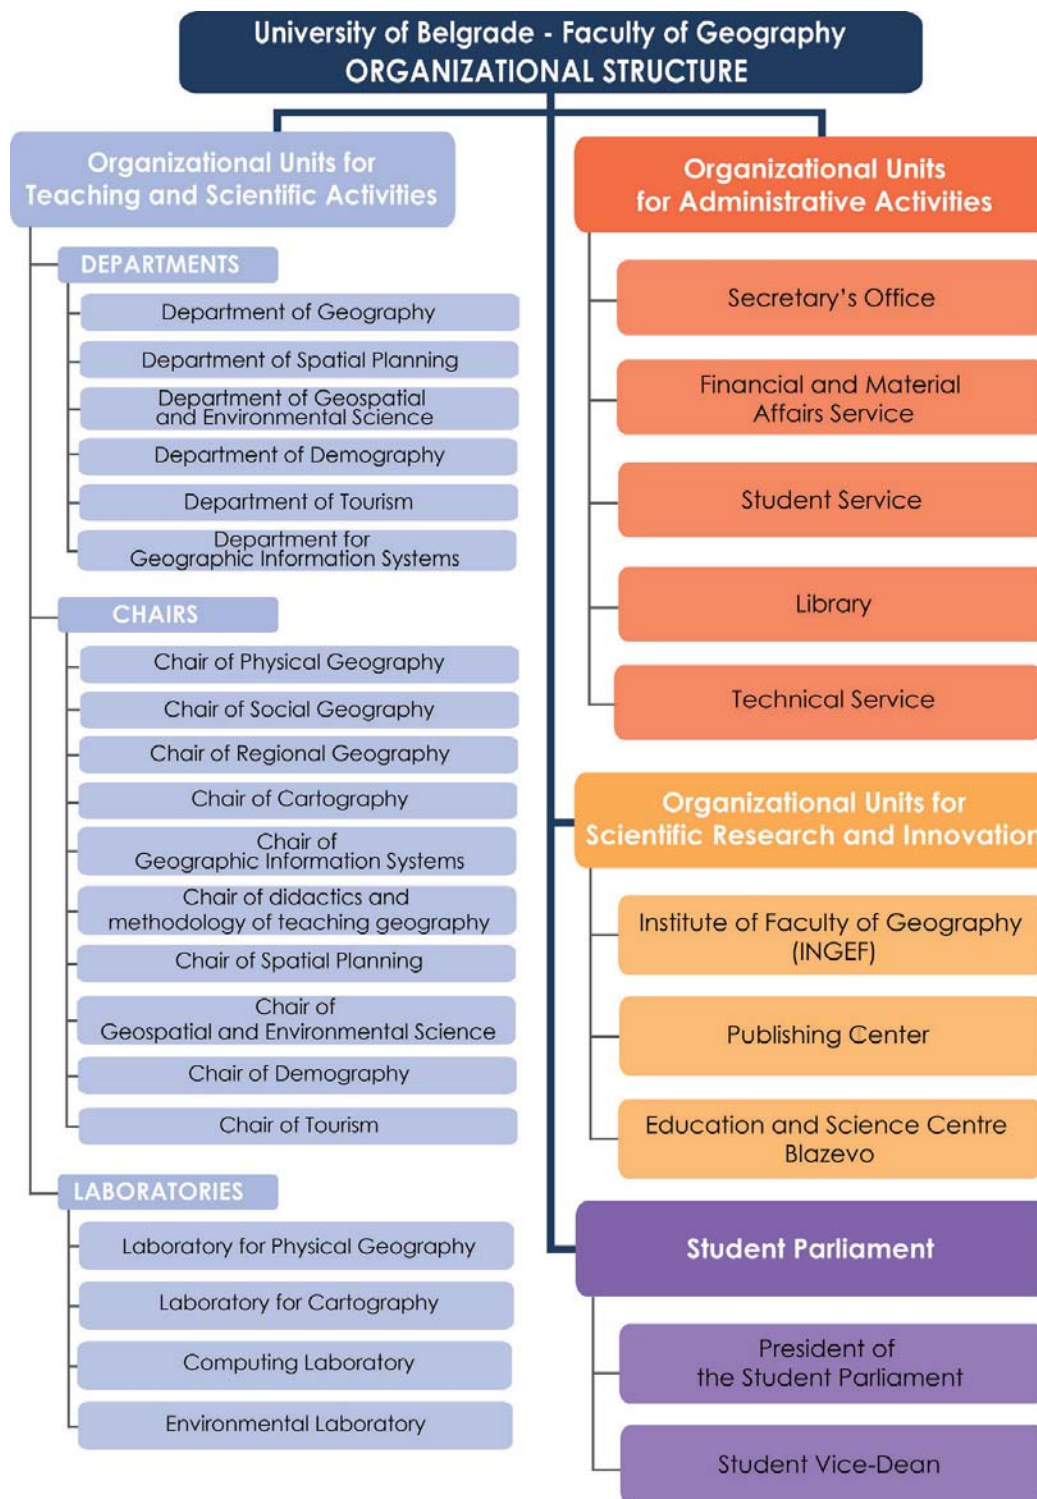 University of Belgrade - Faculty of Geography
ORGANIZATIONAL STRUCTURE
Organizational Units for
Teaching and Scientific Activities
DEPARTMENTS
Department of Geography
Department of Spatial Planning
Department of Geospatial
and Environmental Science
Department of Demography
Department of Tourism
Department for
Geographic Information Systems
CHAIRS
Chair of Physical Geography
Chair of Social Geography
Chair of Regional Geography
Chair of Cartography
Chair of
Geographic Information Systems
Chair of didactics and
methodology of teaching geography
Chair of Spatial Planning
Chair of
Geospatial and Environmental Science
Chair of Demography
Chair of Tourism
LABORATORIES
Laboratory for Physical Geography
Laboratory for Cartography
Computing Laboratory
Environmental Laboratory
Organizational Units
for Administrative Activities
Secretary's Office
Financial and Material
Affairs Service
Student Service
Library
Technical Service
Organizational Units for
Scientific Research and Innovation
Institute of Faculty of Geography
(INGEF)
Publishing Center
Education and Science Centre
Blazevo
Student Parliament
President of
the Student Parliament
Student Vice-Dean